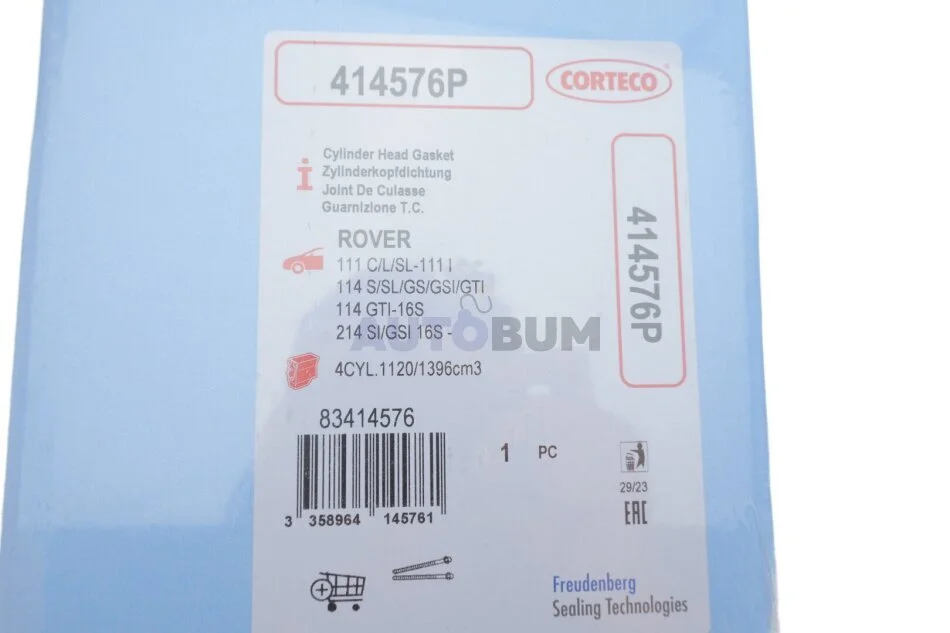 414576P
CORTECO
Cylinder Head Gasket
Zylinderkopfdichtung
Joint De Culasse
Guarnizione T.C.
414576P
ROVER
111 C/L/SL-111 I
114 S/SL/GS/GSI/GTI
114 GTI-16S
214 SI/GSI 16S -
AUTOBUM
4CYL.1120/1396cm3
83414576
1 PC
29/23
EAC
3 358964 145761
Freudenberg
Sealing Technologies